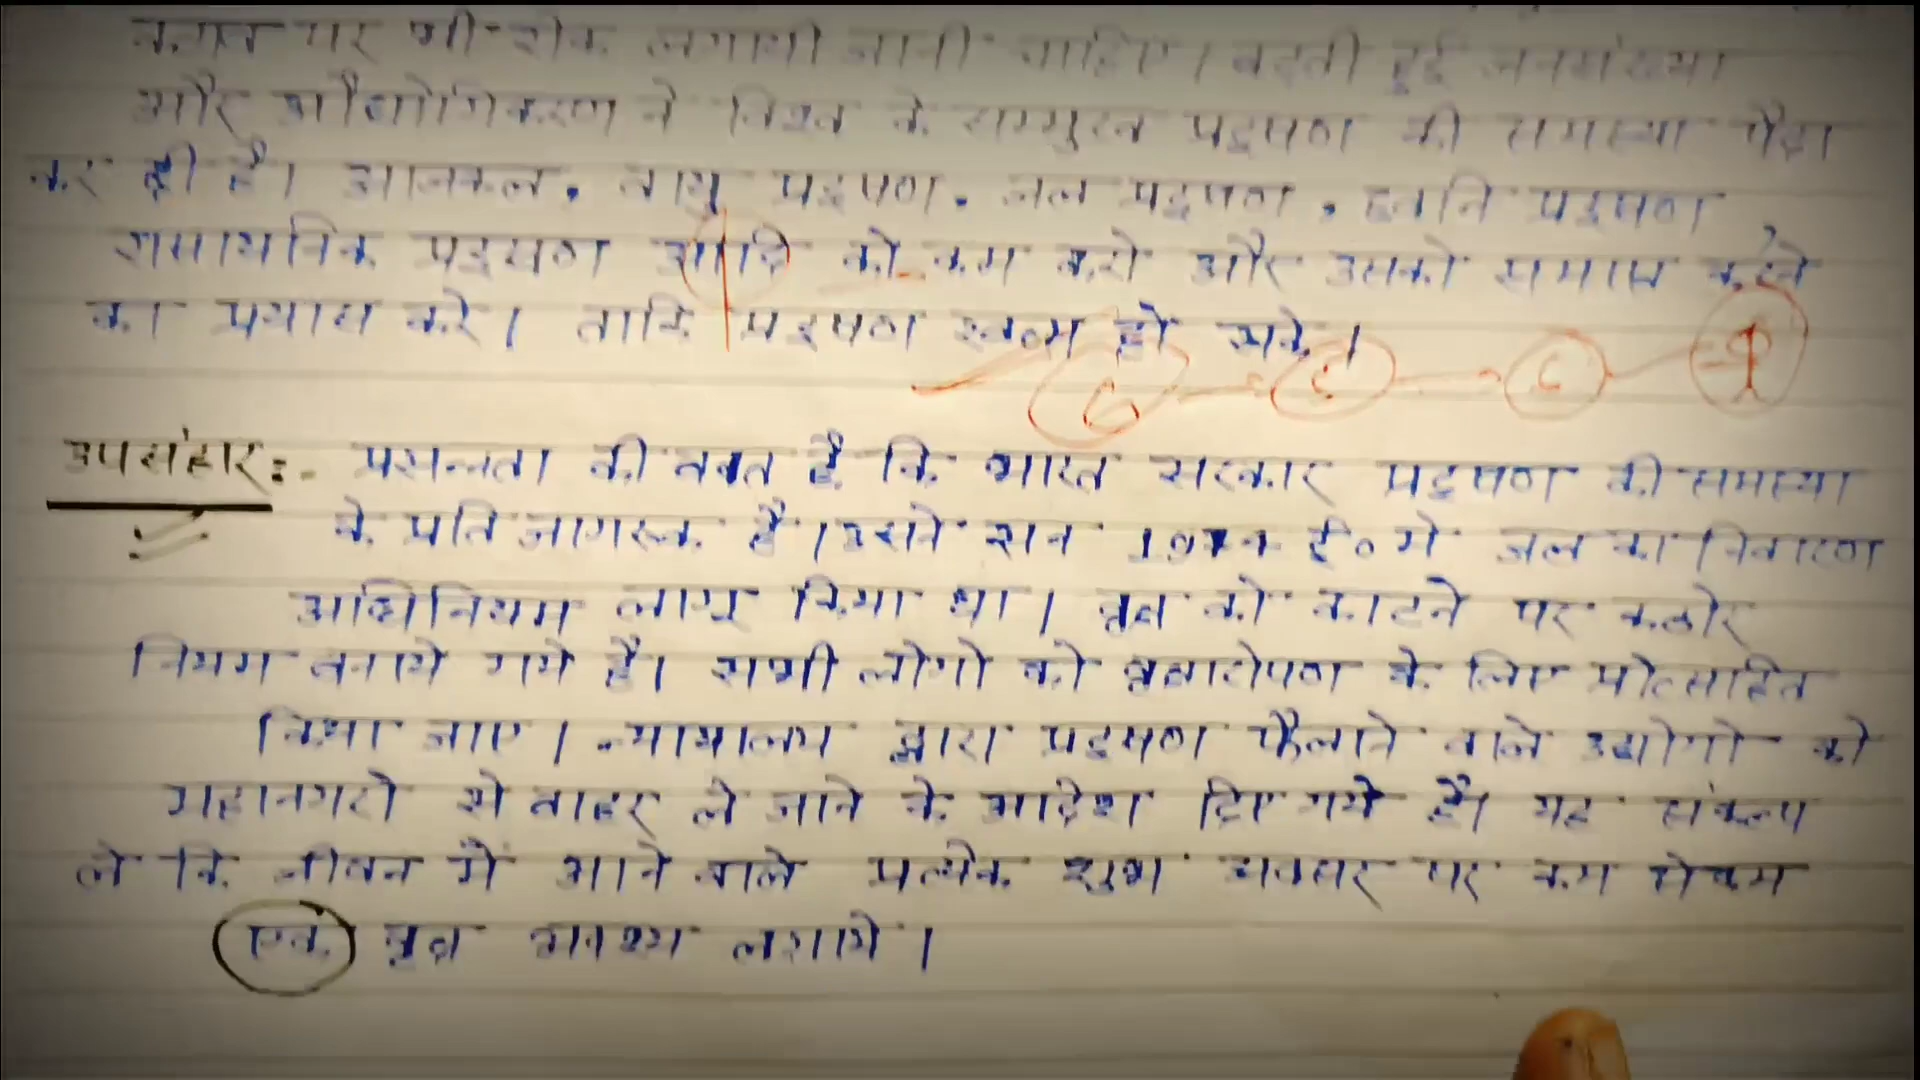 पर भी रोक लगायी जानी चाहिए। बढ़ती हुई जनसंख्या
और औद्योगिकरण ने विश्व के सम्मुख प्रदूषण की समस्या पैदा
कर दी है। आजकल, वायु प्रदूषण, जल प्रदूषण, ध्वनि प्रदूषण,
रासायनिक प्रदूषण आदि को कम करो और उसको समाप्त करने
का प्रयास करे। ताकि प्रदूषण खत्म हो सके।
उपसंहार :- प्रसन्नता की बात है कि भारत सरकार प्रदूषण की समस्या
के प्रति जागरूक है। उसने सन ई० में जल का निवारण
अधिनियम लागू किया था। वृक्ष को काटने पर कठोर
नियम बनाये गये है। सभी लोगो को वृक्षारोपण के लिए प्रोत्साहित
किया जाए। न्यायालय द्वारा प्रदूषण फैलाने वाले उद्योगो को
महानगरो से बाहर ले जाने के आदेश दिए गये है। यह संकल्प
ले कि जीवन में आने वाले प्रत्येक शुभ अवसर पर कम सेकम
एक वृक्ष अवश्य लगाये।